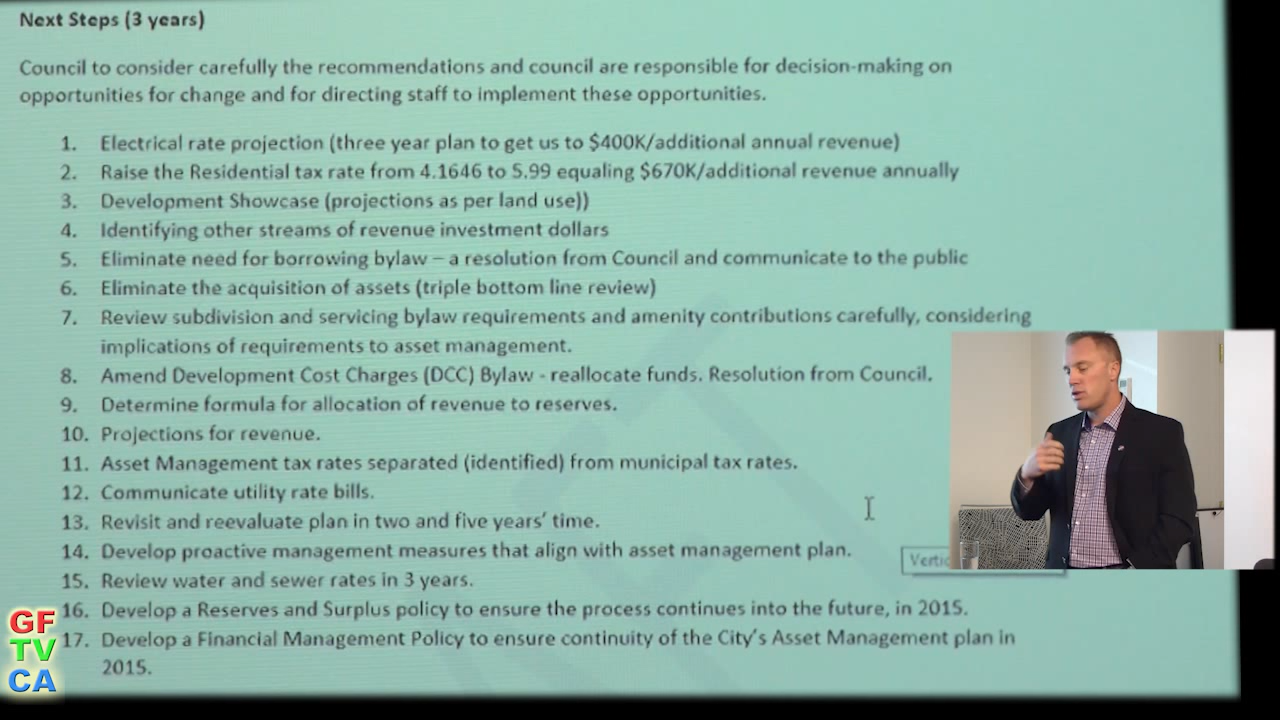 Next Steps (3 years)
Council to consider carefully the recommendations and council are responsible for decision-making on
opportunities for change and for directing staff to implement these opportunities.
1. Electrical rate projection (three year plan to get us to $400K/additional annual revenue)
2. Raise the Residential tax rate from 4.1646 to 5.99 equaling $670K/additional revenue annually
3. Development Showcase (projections as per land use))
4. Identifying other streams of revenue investment dollars
5. Eliminate need for borrowing bylaw – a resolution from Council and communicate to the public
6. Eliminate the acquisition of assets (triple bottom line review)
7. Review subdivision and servicing bylaw requirements and amenity contributions carefully, considering
implications of requirements to asset management.
8. Amend Development Cost Charges (DCC) Bylaw - reallocate funds. Resolution from Council.
9. Determine formula for allocation of revenue to reserves.
10. Projections for revenue.
11. Asset Management tax rates separated (identified) from municipal tax rates.
12. Communicate utility rate bills.
13. Revisit and reevaluate plan in two and five years' time.
14. Develop proactive management measures that align with asset management plan.
15. Review water and sewer rates in 3 years.
16. Develop a Reserves and Surplus policy to ensure the process continues into the future, in 2015.
17. Develop a Financial Management Policy to ensure continuity of the City's Asset Management plan in
2015.
GF
TV
CA